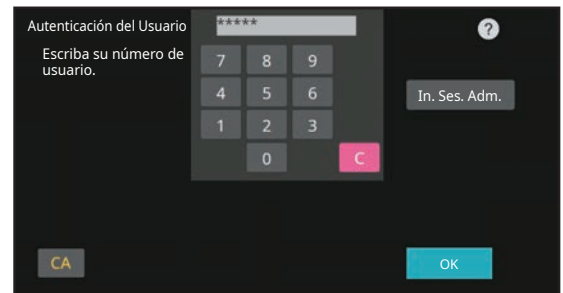 Autenticación del Usuario
*****
?
Escriba su número de
usuario.
7 8 9
4 5 6
In. Ses. Adm.
1 2 3
0 C
CA
OK